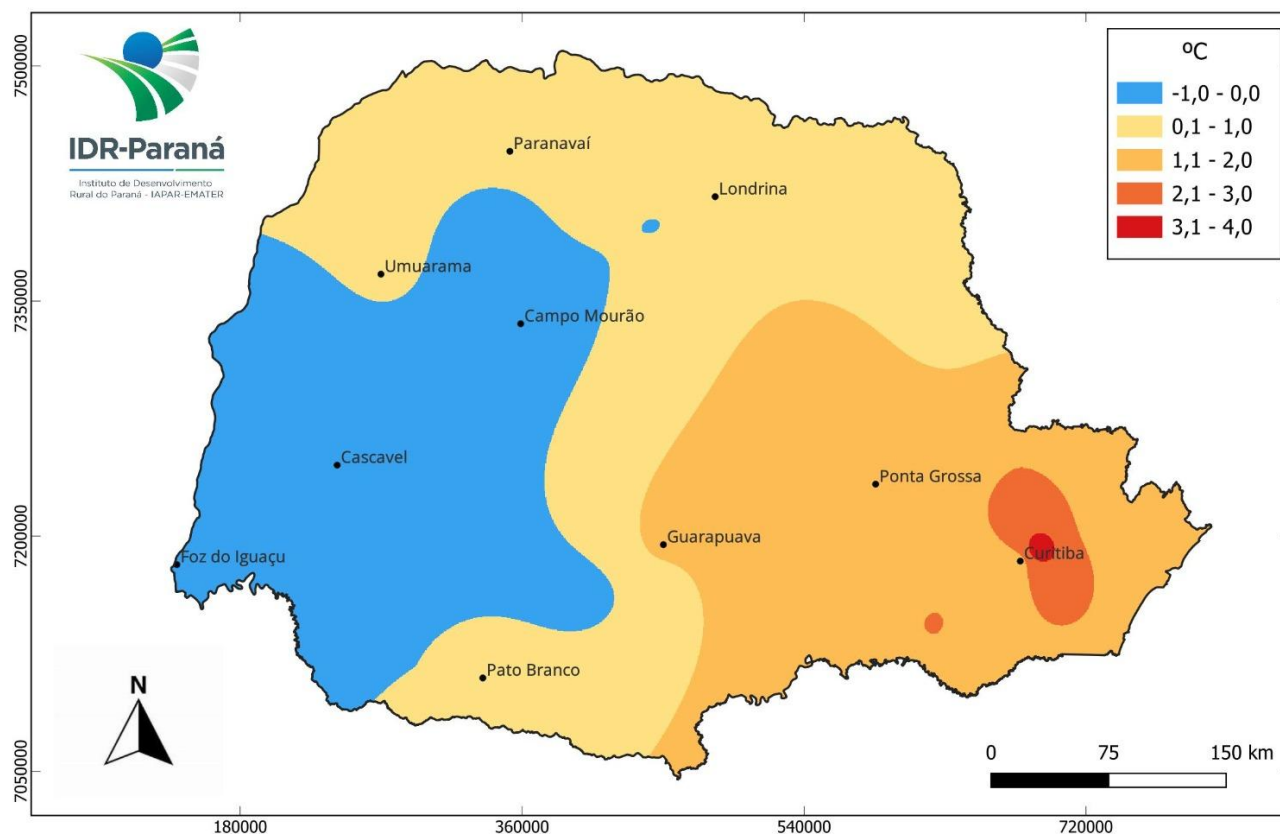 IDR-Paraná
Instituto de Desenvolvimento
Rural do Paraná - IAPAR-EMATER
ºC
-1,0 - 0,0
0,1 - 1,0
1,1 - 2,0
2,1 - 3,0
3,1 - 4,0
Paranavaí
Londrina
Umuarama
Campo Mourão
Cascavel
Ponta Grossa
Guarapuava
Foz do Iguaçu
Curitiba
Pato Branco
N
0 75 150 km
7500000
7350000
7200000
7050000
180000 360000 540000 720000